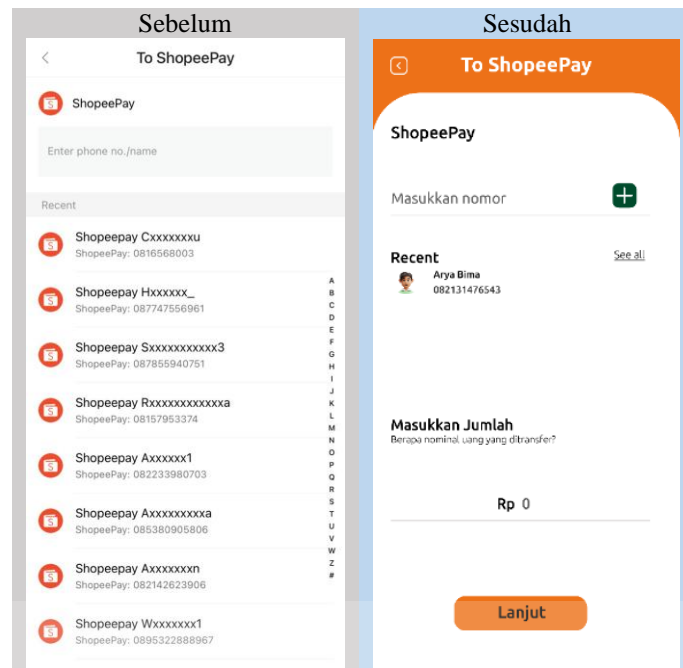 Sebelum
To ShopeePay
ShopeePay
Enter phone no./name
Recent
Shopeepay Cxxxxxxxu
ShopeePay: 0816568003
Shopeepay Hxxxxxx_
ShopeePay: 087747556961
Shopeepay Sxxxxxxxxxxx3
ShopeePay: 087855940751
Shopeepay Rxxxxxxxxxxxxa
ShopeePay: 08157953374
Shopeepay Axxxxxx1
ShopeePay: 082233980703
Shopeepay Axxxxxxxxxa
ShopeePay: 085380905806
Shopeepay Axxxxxxxn
ShopeePay: 082142623906
Shopeepay Wxxxxxxx1
ShopeePay: 0895322888967
A
B
C
D
E
F
G
H
I
J
K
L
M
N
O
P
Q
R
S
T
U
V
W
Z
#
Sesudah
To ShopeePay
ShopeePay
Masukkan nomor
Recent See all
Arya Bima
082131476543
Masukkan Jumlah
Berapa nominal uang yang ditransfer?
Rp 0
Lanjut